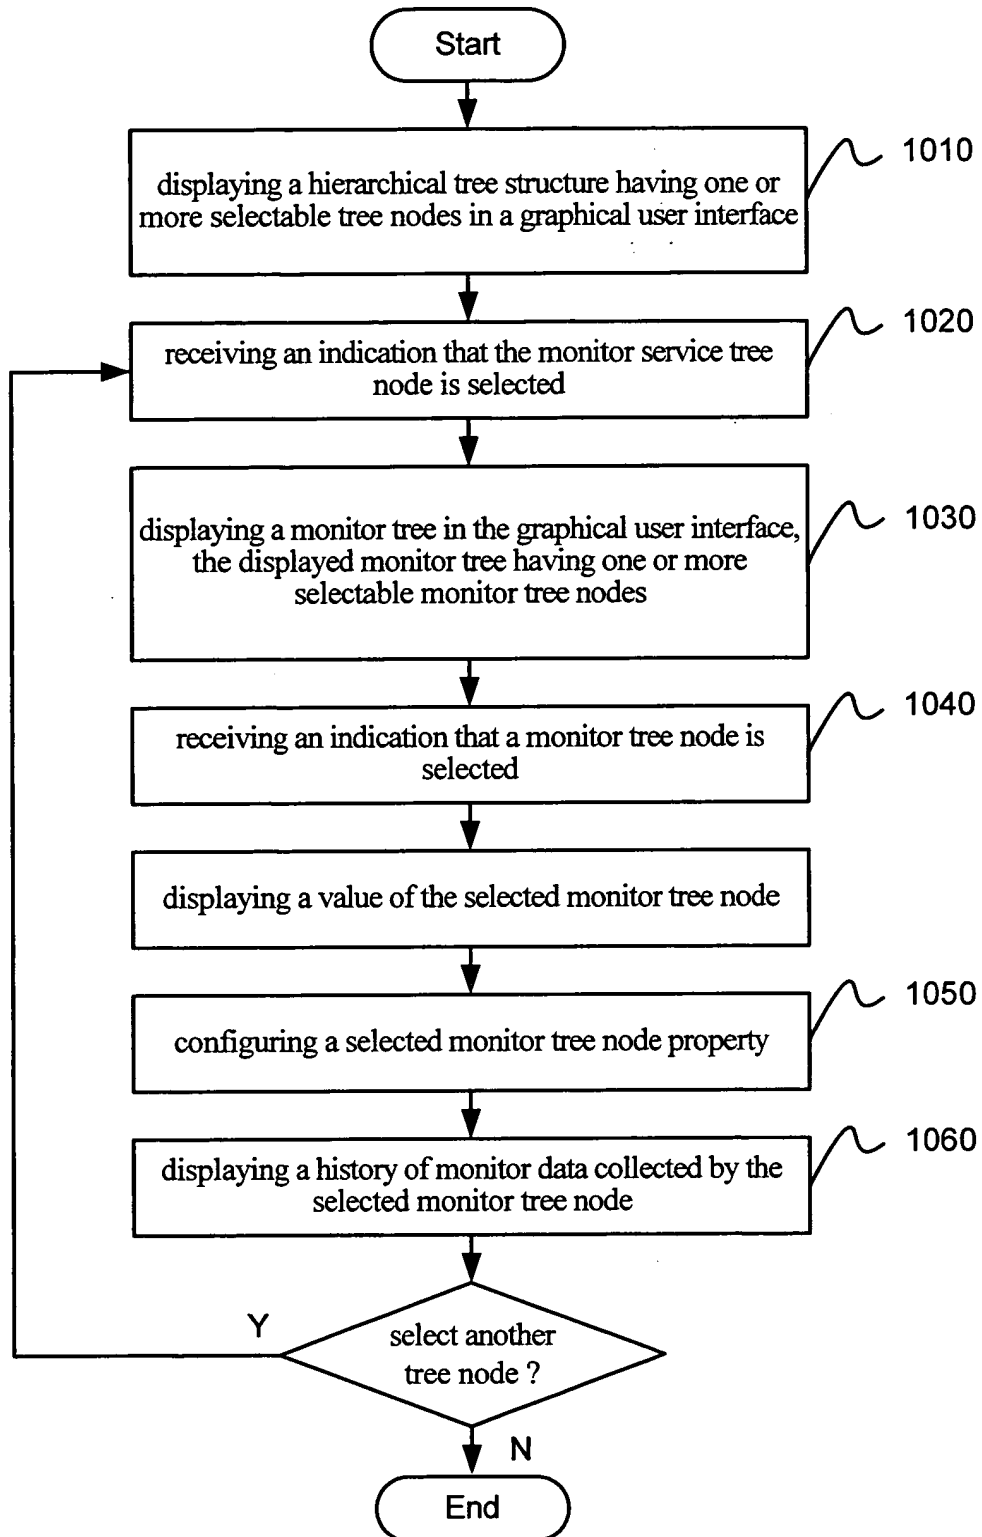 Start
displaying a hierarchical tree structure having one or
more selectable tree nodes in a graphical user interface
1010
receiving an indication that the monitor service tree
node is selected
1020
displaying a monitor tree in the graphical user interface,
the displayed monitor tree having one or more
selectable monitor tree nodes
1030
receiving an indication that a monitor tree node is
selected
1040
displaying a value of the selected monitor tree node
configuring a selected monitor tree node property
1050
displaying a history of monitor data collected by the
selected monitor tree node
1060
select another
tree node ?
Y
N
End